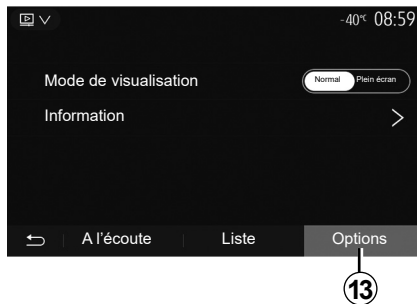 -40°C 08:59
Mode de visualisation Normal Plein écran
Information
A l'écoute Liste Options
13